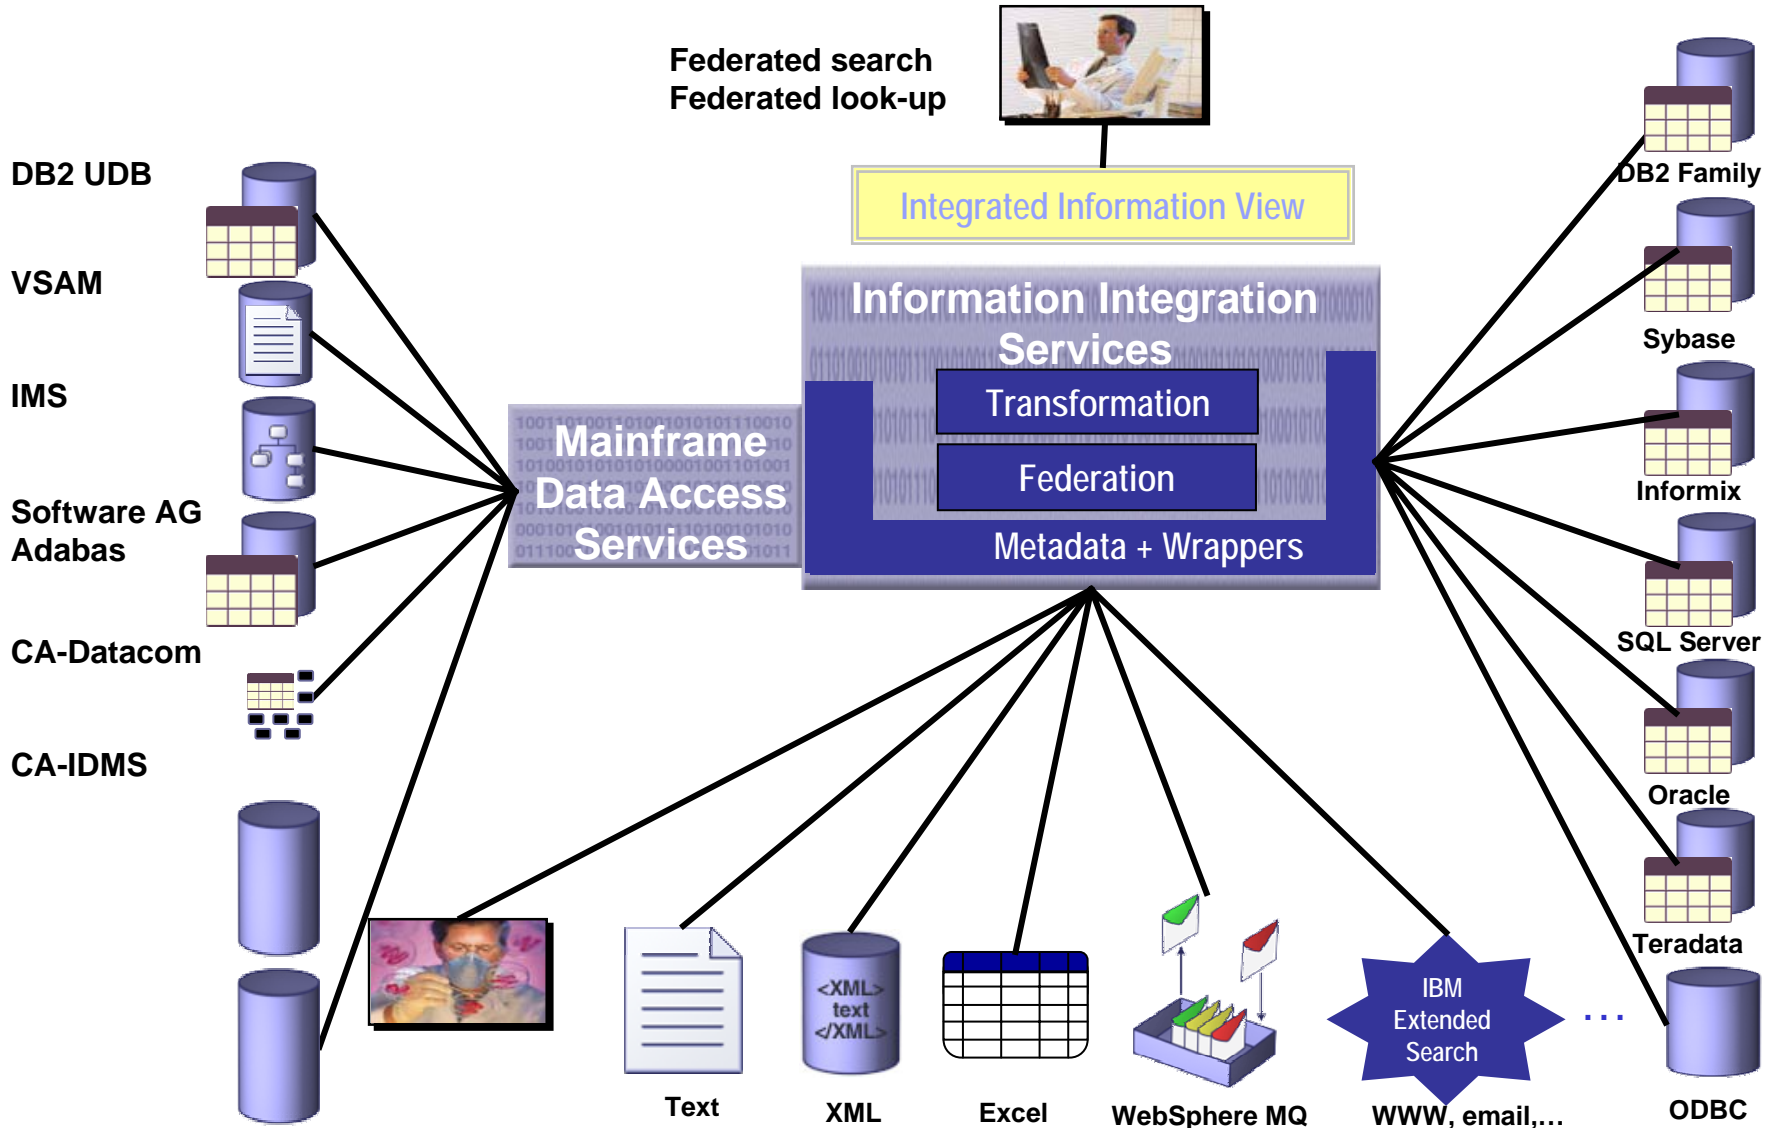 Federated search
Federated look-up
Integrated Information View
DB2 UDB
VSAM
IMS
Software AG
Adabas
CA-Datacom
CA-IDMS
Mainframe
Data Access
Services
Information Integration
Services
Transformation
Federation
Metadata + Wrappers
DB2 Family
Sybase
Informix
SQL Server
Oracle
Teradata
ODBC
Text
<XML>
text
</XML>
XML
Excel
WebSphere MQ
IBM
Extended
Search
WWW, email,…
...